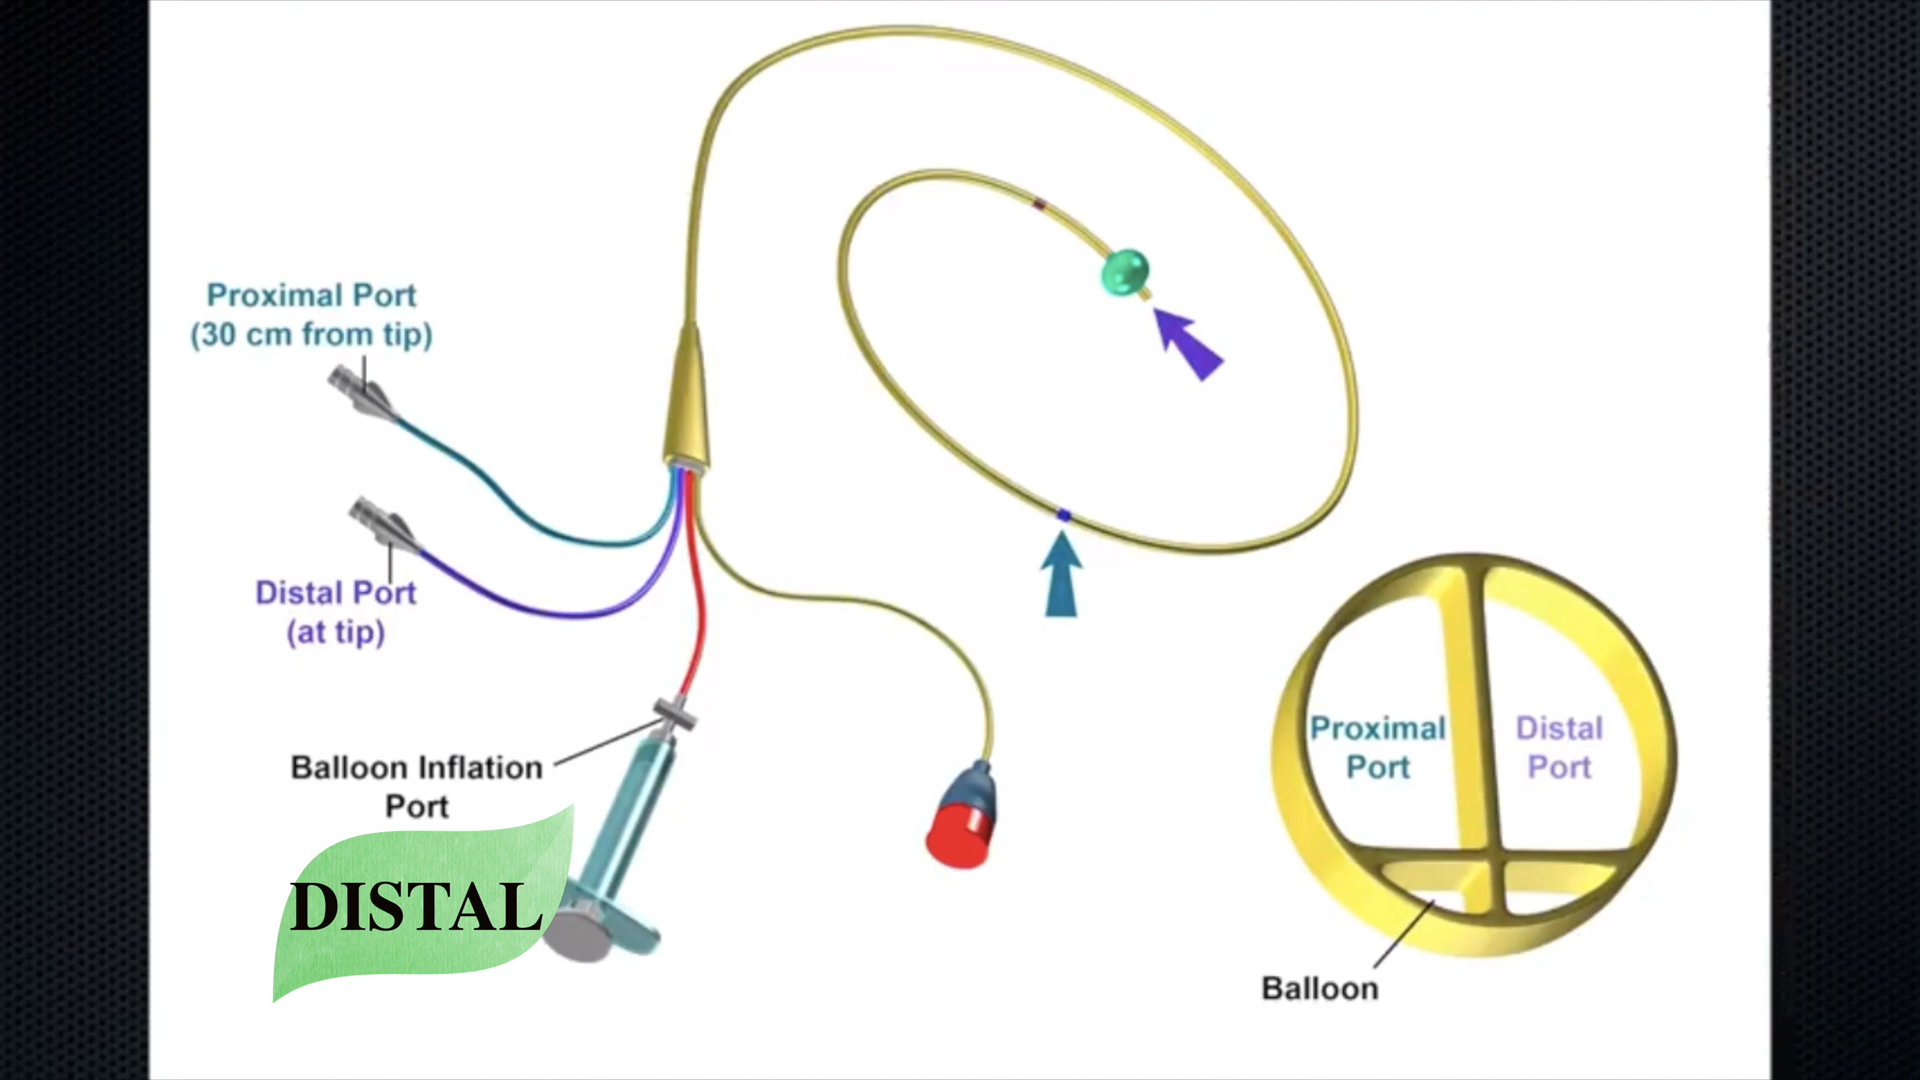 Proximal Port
(30 cm from tip)
Distal Port
(at tip)
Balloon Inflation
Port
DISTAL
Proximal
Port
Distal
Port
Balloon